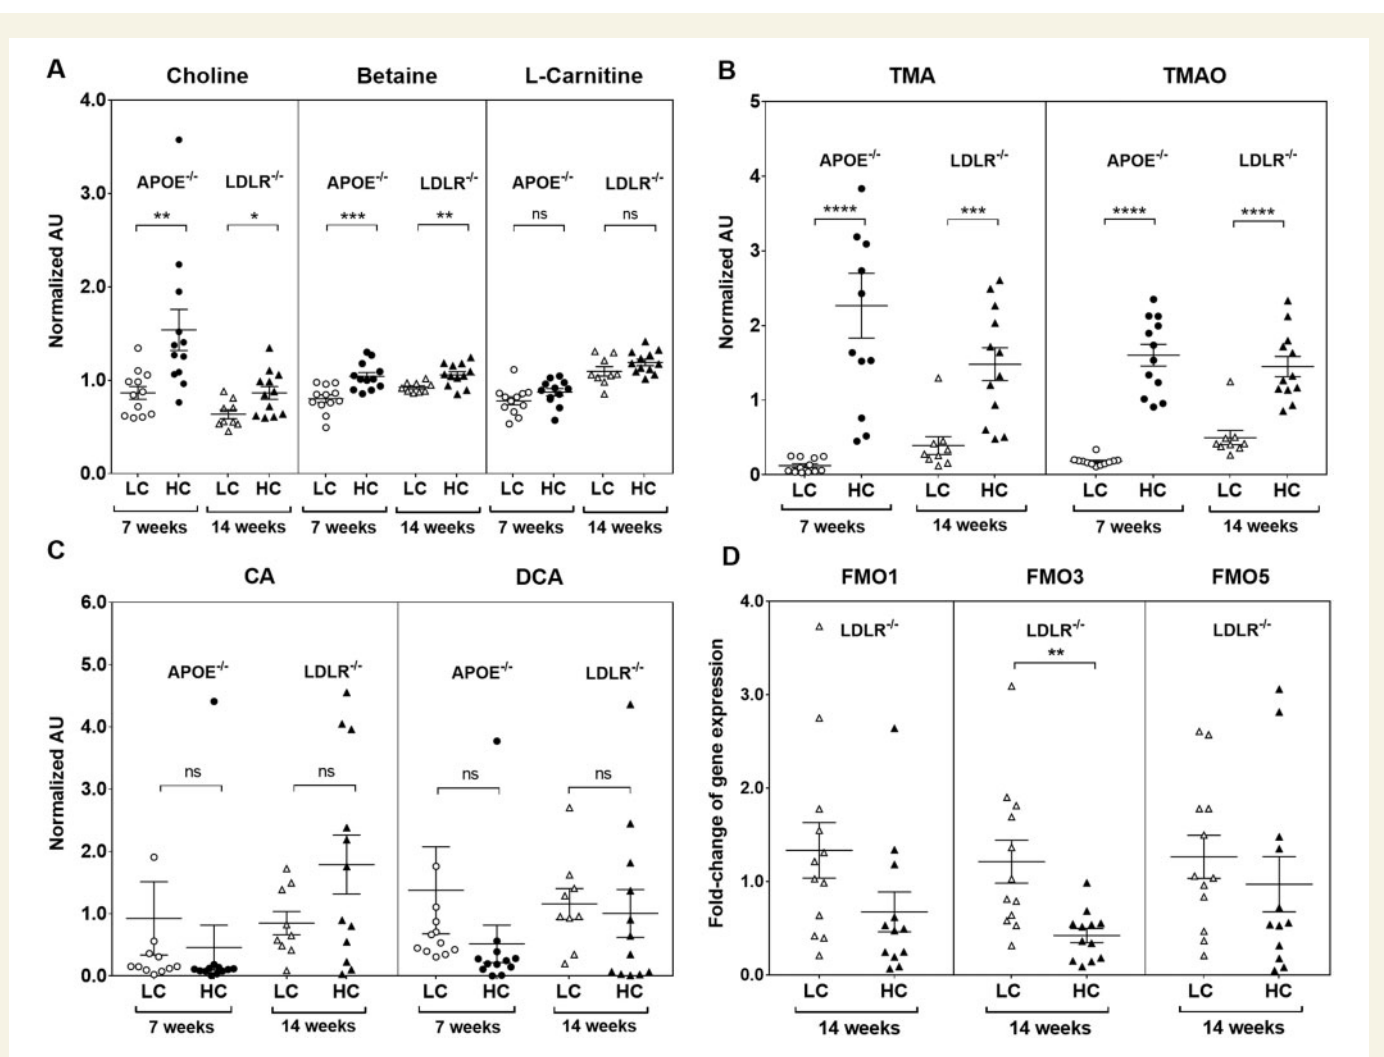 A
Choline Betaine L-Carnitine
4.0
3.0
2.0
1.0
0.0
Normalized AU
APOE-/- LDLR-/- APOE-/- LDLR-/- APOE-/- LDLR-/-
** * *** ** ns ns
LC HC LC HC LC HC LC HC LC HC LC HC
7 weeks 14 weeks 7 weeks 14 weeks 7 weeks 14 weeks
B
TMA TMAO
5
4
3
2
1
0
Normalized AU
APOE-/- LDLR-/- APOE-/- LDLR-/-
**** *** **** ****
LC HC LC HC LC HC LC HC
7 weeks 14 weeks 7 weeks 14 weeks
C
CA DCA
6.0
5.0
4.0
3.0
2.0
1.0
0.0
Normalized AU
APOE-/- LDLR-/- APOE-/- LDLR-/-
ns ns ns ns
LC HC LC HC LC HC LC HC
7 weeks 14 weeks 7 weeks 14 weeks
D
FMO1 FMO3 FMO5
4.0
3.0
2.0
1.0
0.0
Fold-change of gene expression
LDLR-/- LDLR-/- LDLR-/-
**
LC HC LC HC LC HC
14 weeks 14 weeks 14 weeks